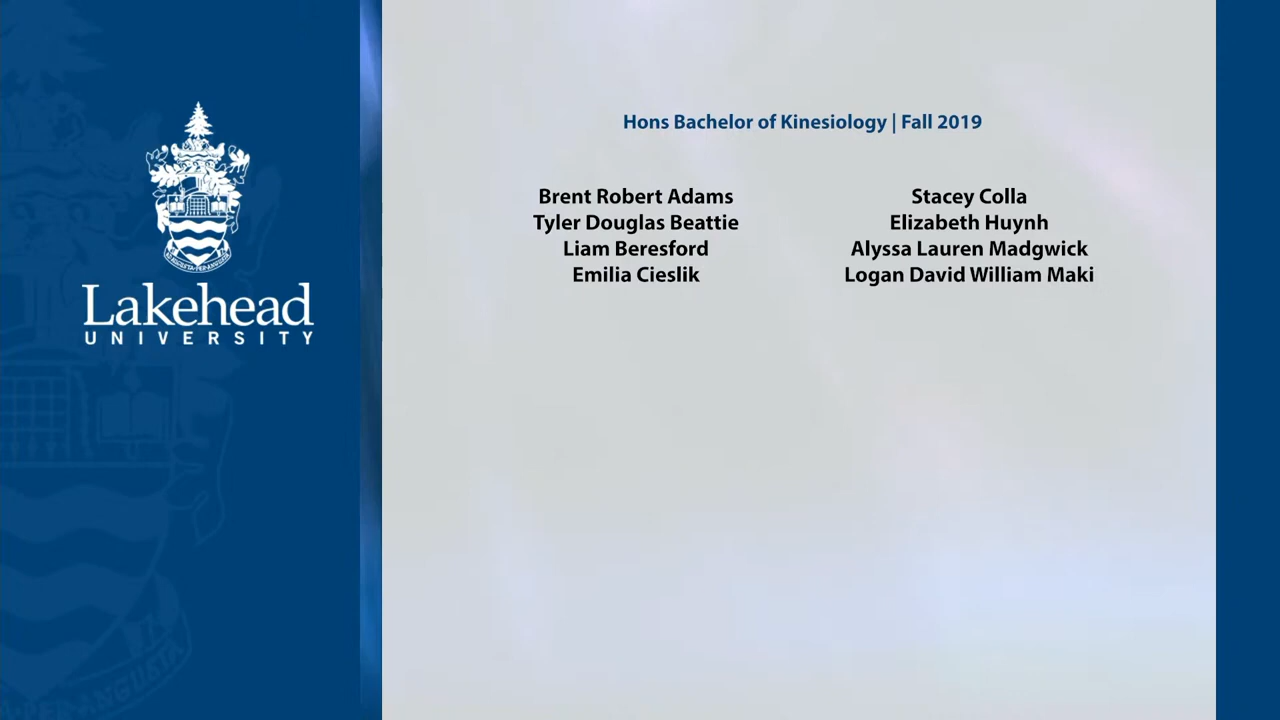 Lakehead
UNIVERSITY
Hons Bachelor of Kinesiology | Fall 2019
Brent Robert Adams
Tyler Douglas Beattie
Liam Beresford
Emilia Cieslik
Stacey Colla
Elizabeth Huynh
Alyssa Lauren Madgwick
Logan David William Maki